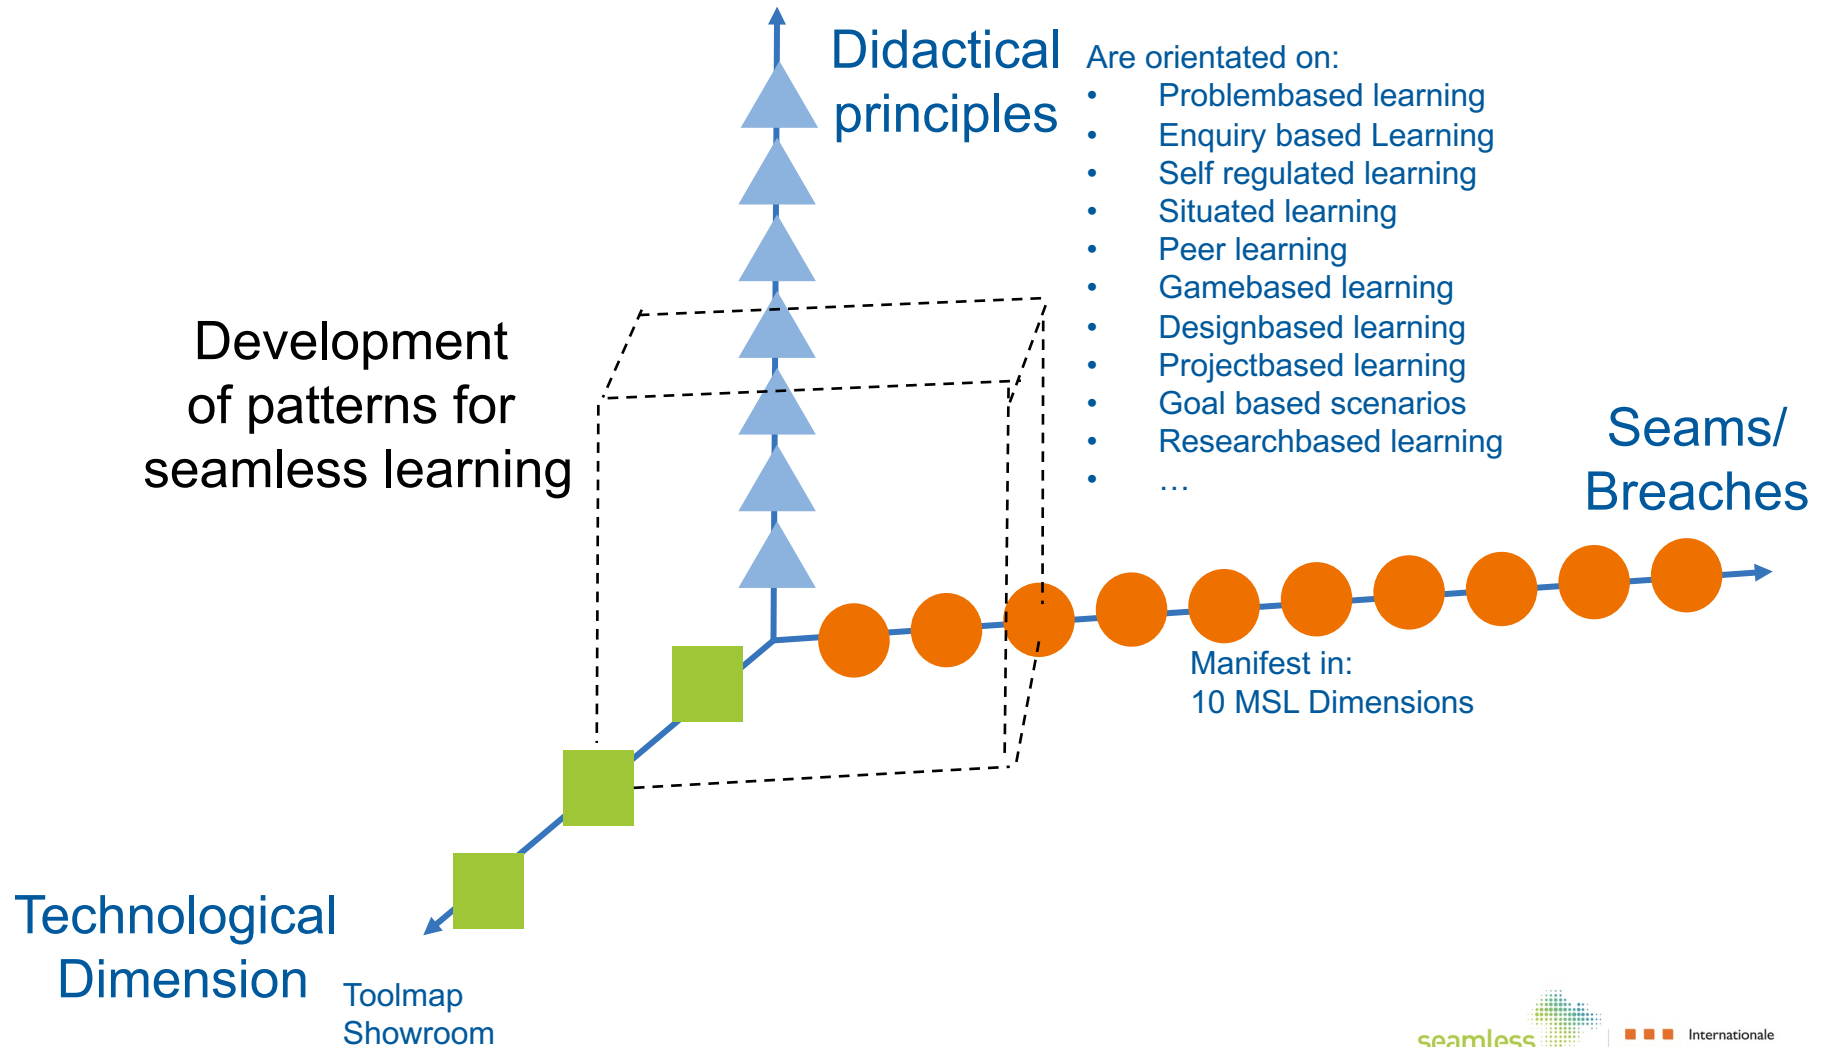 Didactical
principles
Are orientated on:
• Problembased learning
• Enquiry based Learning
• Self regulated learning
• Situated learning
• Peer learning
• Gamebased learning
• Designbased learning
• Projectbased learning
• Goal based scenarios
• Researchbased learning
• …
Development
of patterns for
seamless learning
Seams/
Breaches
Manifest in:
10 MSL Dimensions
Technological
Dimension
Toolmap
Showroom
seamless
Internationale